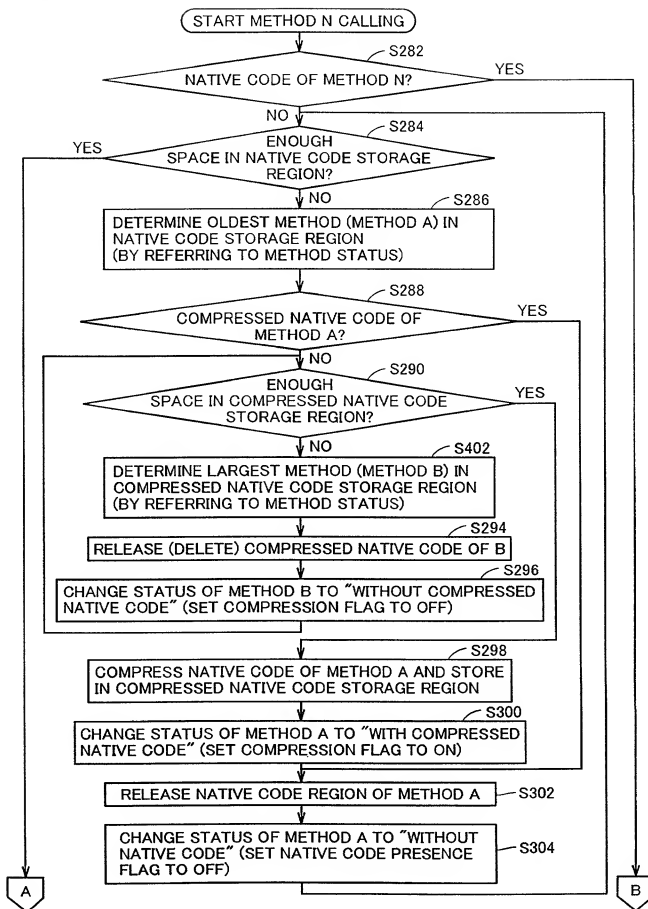 START METHOD N CALLING
S282
NATIVE CODE OF METHOD N?
YES
NO
S284
YES
ENOUGH
SPACE IN NATIVE CODE STORAGE
REGION?
NO
S286
DETERMINE OLDEST METHOD (METHOD A) IN
NATIVE CODE STORAGE REGION
(BY REFERRING TO METHOD STATUS)
S288
COMPRESSED NATIVE CODE OF
METHOD A?
YES
NO
S290
ENOUGH
SPACE IN COMPRESSED NATIVE CODE
STORAGE REGION?
YES
NO
S402
DETERMINE LARGEST METHOD (METHOD B) IN
COMPRESSED NATIVE CODE STORAGE REGION
(BY REFERRING TO METHOD STATUS)
S294
RELEASE (DELETE) COMPRESSED NATIVE CODE OF B
S296
CHANGE STATUS OF METHOD B TO "WITHOUT COMPRESSED
NATIVE CODE" (SET COMPRESSION FLAG TO OFF)
S298
COMPRESS NATIVE CODE OF METHOD A AND STORE
IN COMPRESSED NATIVE CODE STORAGE REGION
S300
CHANGE STATUS OF METHOD A TO "WITH COMPRESSED
NATIVE CODE" (SET COMPRESSION FLAG TO ON)
RELEASE NATIVE CODE REGION OF METHOD A
S302
CHANGE STATUS OF METHOD A TO "WITHOUT
NATIVE CODE" (SET NATIVE CODE PRESENCE
FLAG TO OFF)
S304
A
B